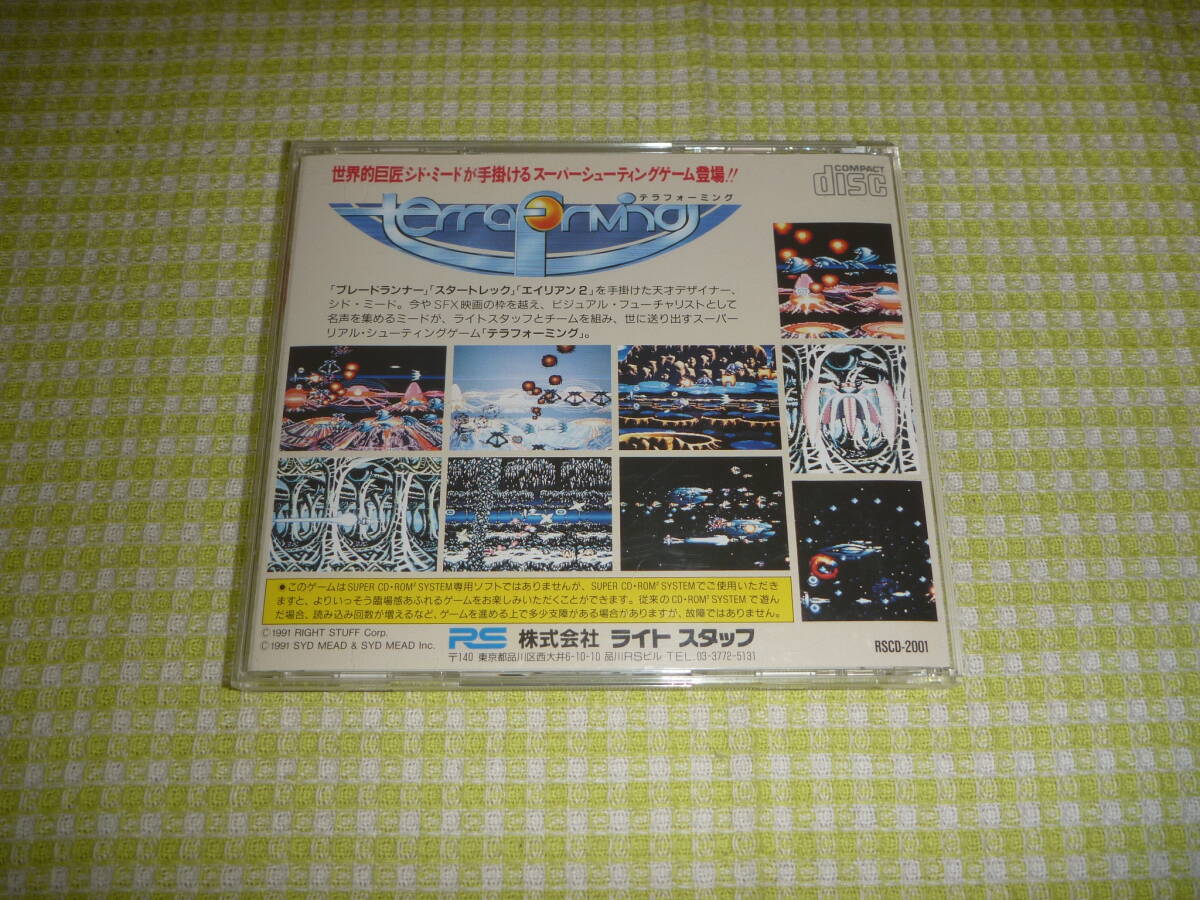 世界的巨匠シド・ミードが手掛けるスーパーシューティングゲーム登場!!
COMPACT
disc
テラフォーミング
terraforming
「ブレードランナー」「スタートレック」「エイリアン2」を手掛けた天才デザイナー、
シド・ミード。今やSFX映画の枠を越え、ビジュアル・フューチャリストとして
名声を集めるミードが、ライトスタッフとチームを組み、世に送り出すスーパー
リアル・シューティングゲーム「テラフォーミング」。
●このゲームはSUPER CD・ROM² SYSTEM専用ソフトではありませんが、SUPER CD・ROM² SYSTEMでご使用いただき
ますと、よりいっそう臨場感あふれるゲームをお楽しみいただくことができます。従来のCD・ROM² SYSTEMで遊ん
だ場合、読み込み回数が増えるなど、ゲームを進める上で多少支障がある場合がありますが、故障ではありません。
©1991 RIGHT STUFF Corp.
©1991 SYD MEAD & SYD MEAD Inc.
RS 株式会社 ライト スタッフ
〒140 東京都品川区西大井6-10-10 品川RSビル TEL.03-3772-5131
RSCD-2001